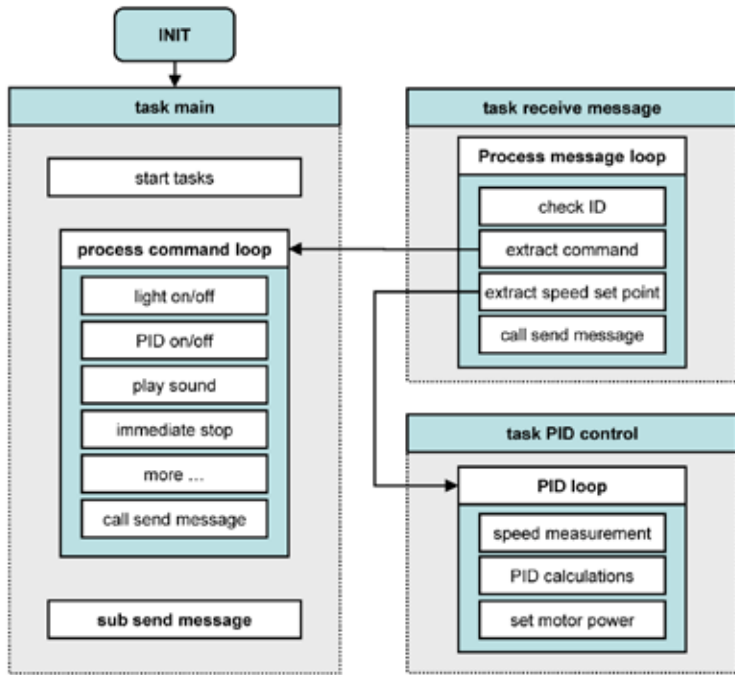 INIT
task main
start tasks
process command loop
light on/off
PID on/off
play sound
immediate stop
more ...
call send message
sub send message
task receive message
Process message loop
check ID
extract command
extract speed set point
call send message
task PID control
PID loop
speed measurement
PID calculations
set motor power